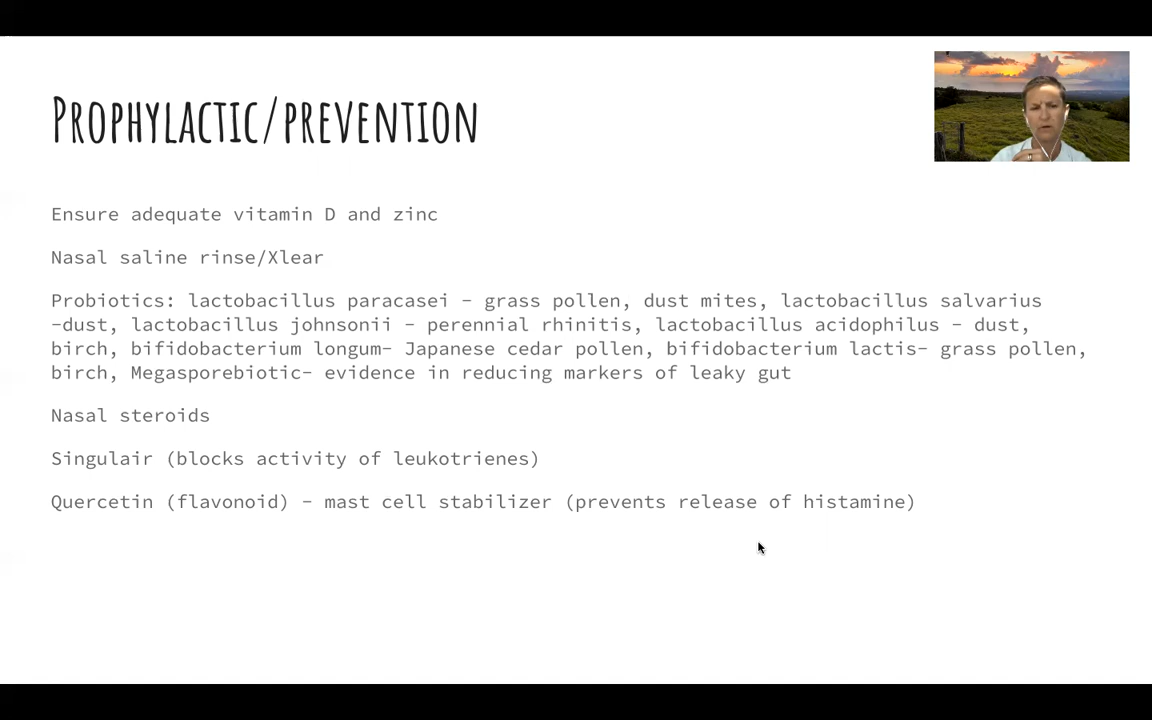 Prophylactic/prevention
Ensure adequate vitamin D and zinc
Nasal saline rinse/Xlear
Probiotics: lactobacillus paracasei - grass pollen, dust mites, lactobacillus salvarius
-dust, lactobacillus johnsonii - perennial rhinitis, lactobacillus acidophilus - dust,
birch, bifidobacterium longum- Japanese cedar pollen, bifidobacterium lactis- grass pollen,
birch, Megasporebiotic- evidence in reducing markers of leaky gut
Nasal steroids
Singulair (blocks activity of leukotrienes)
Quercetin (flavonoid) - mast cell stabilizer (prevents release of histamine)